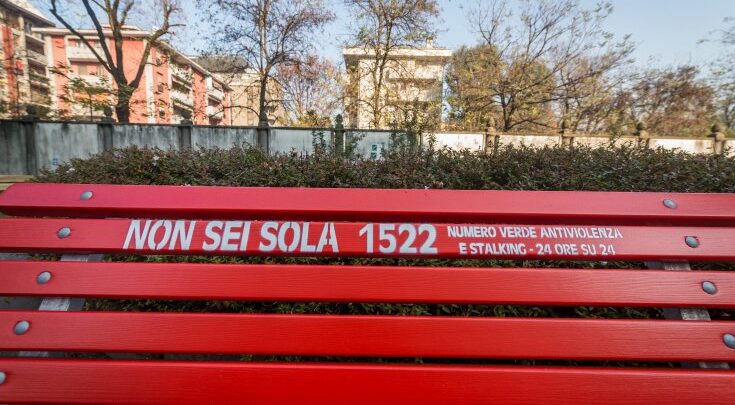 NON SEI SOLA 1522 NUMERO VERDE ANTIVIOLENZA
E STALKING - 24 ORE SU 24